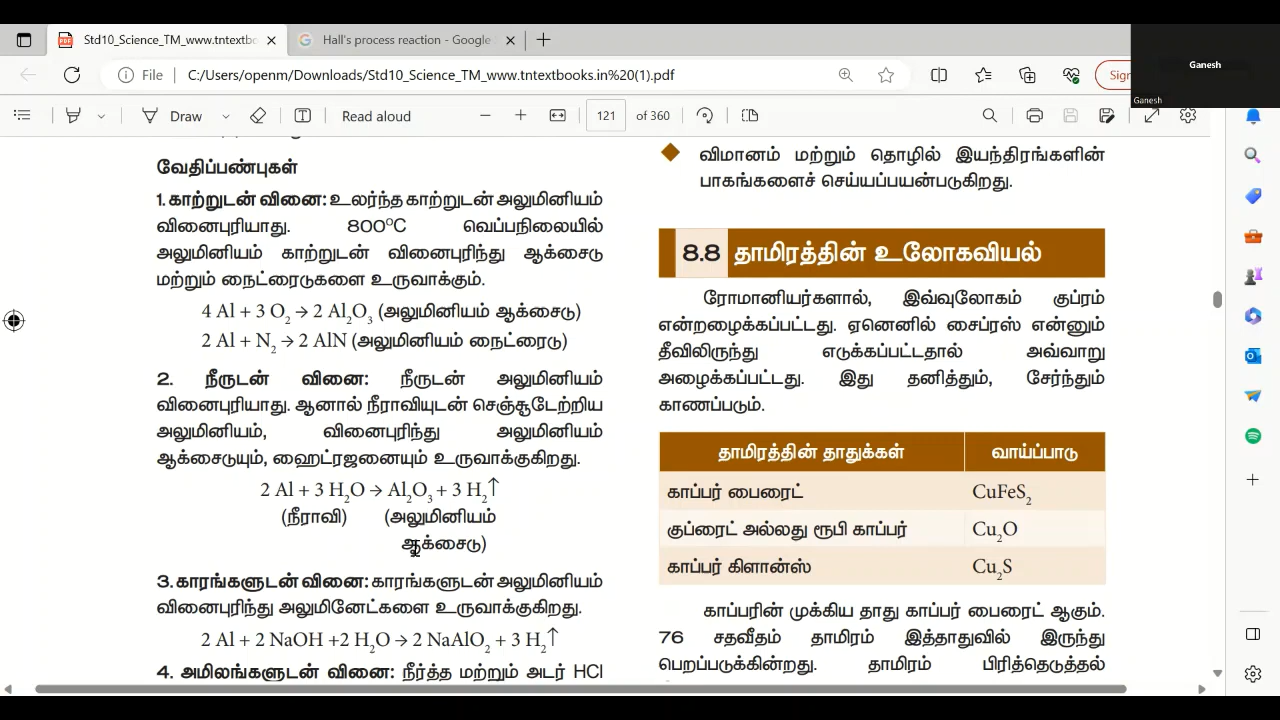 Std10_Science_TM_www.tntextb
Hall's process reaction - Google
File
C:/Users/openm/Downloads/Std10_Science_TM_www.tntextbooks.in%20(1).pdf
Sign
Ganesh
Ganesh
Draw
Read aloud
121
of 360
வேதிப்பண்புகள்
1. காற்றுடன் வினை: உலர்ந்த காற்றுடன் அலுமினியம்
வினைபுரியாது. 800°C வெப்பநிலையில்
அலுமினியம் காற்றுடன் வினைபுரிந்து ஆக்சைடு
மற்றும் நைட்ரைடுகளை உருவாக்கும்.
4 Al + 3 O₂ → 2 Al₂O₃ (அலுமினியம் ஆக்சைடு)
2 Al + N₂ → 2 AlN (அலுமினியம் நைட்ரைடு)
2. நீருடன் வினை: நீருடன் அலுமினியம்
வினைபுரியாது. ஆனால் நீராவியுடன் செஞ்சூடேற்றிய
அலுமினியம், வினைபுரிந்து அலுமினியம்
ஆக்சைடுயும், ஹைட்ரஜனையும் உருவாக்குகிறது.
2 Al + 3 H₂O → Al₂O₃ + 3 H₂↑
(நீராவி) (அலுமினியம்
ஆக்சைடு)
3. காரங்களுடன் வினை: காரங்களுடன் அலுமினியம்
வினைபுரிந்து அலுமினேட்களை உருவாக்குகிறது.
2 Al + 2 NaOH +2 H₂O → 2 NaAlO₂ + 3 H₂↑
4. அமிலங்களுடன் வினை: நீர்த்த மற்றும் அடர் HCl
◆ விமானம் மற்றும் தொழில் இயந்திரங்களின்
பாகங்களைச் செய்யப்பயன்படுகிறது.
8.8 தாமிரத்தின் உலோகவியல்
ரோமானியர்களால், இவ்வுலோகம் குப்ரம்
என்றழைக்கப்பட்டது. ஏனெனில் சைப்ரஸ் என்னும்
தீவிலிருந்து எடுக்கப்பட்டதால் அவ்வாறு
அழைக்கப்பட்டது. இது தனித்தும், சேர்ந்தும்
காணப்படும்.
தாமிரத்தின் தாதுக்கள் வாய்ப்பாடு
காப்பர் பைரைட் CuFeS₂
குப்ரைட் அல்லது ரூபி காப்பர் Cu₂O
காப்பர் கிளான்ஸ் Cu₂S
காப்பரின் முக்கிய தாது காப்பர் பைரைட் ஆகும்.
76 சதவீதம் தாமிரம் இத்தாதுவில் இருந்து
பெறப்படுக்கின்றது. தாமிரம் பிரித்தெடுத்தல்